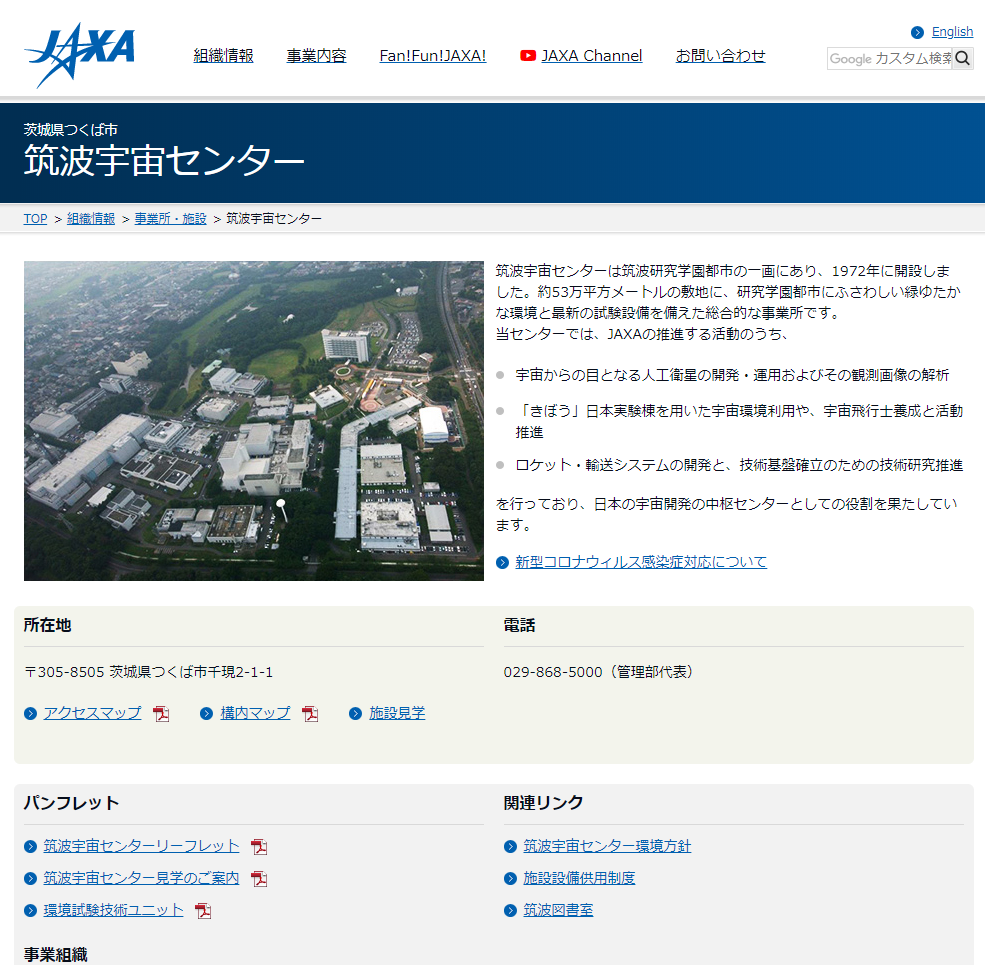 JAXA
組織情報
事業内容
Fan!Fun!JAXA!
JAXA Channel
お問い合わせ
English
Google カスタム検索
茨城県つくば市
筑波宇宙センター
TOP > 組織情報 > 事業所・施設 > 筑波宇宙センター
筑波宇宙センターは筑波研究学園都市の一画にあり、1972年に開設しま
した。約53万平方メートルの敷地に、研究学園都市にふさわしい緑ゆたか
な環境と最新の試験設備を備えた総合的な事業所です。
当センターでは、JAXAの推進する活動のうち、
宇宙からの目となる人工衛星の開発・運用およびその観測画像の解析
「きぼう」日本実験棟を用いた宇宙環境利用や、宇宙飛行士養成と活動
推進
ロケット・輸送システムの開発と、技術基盤確立のための技術研究推進
を行っており、日本の宇宙開発の中枢センターとしての役割を果たしてい
ます。
新型コロナウィルス感染症対応について
所在地
〒305-8505 茨城県つくば市千現2-1-1
アクセスマップ
構内マップ
施設見学
電話
029-868-5000（管理部代表）
パンフレット
筑波宇宙センターリーフレット
筑波宇宙センター見学のご案内
環境試験技術ユニット
関連リンク
筑波宇宙センター環境方針
施設設備供用制度
筑波図書室
事業組織